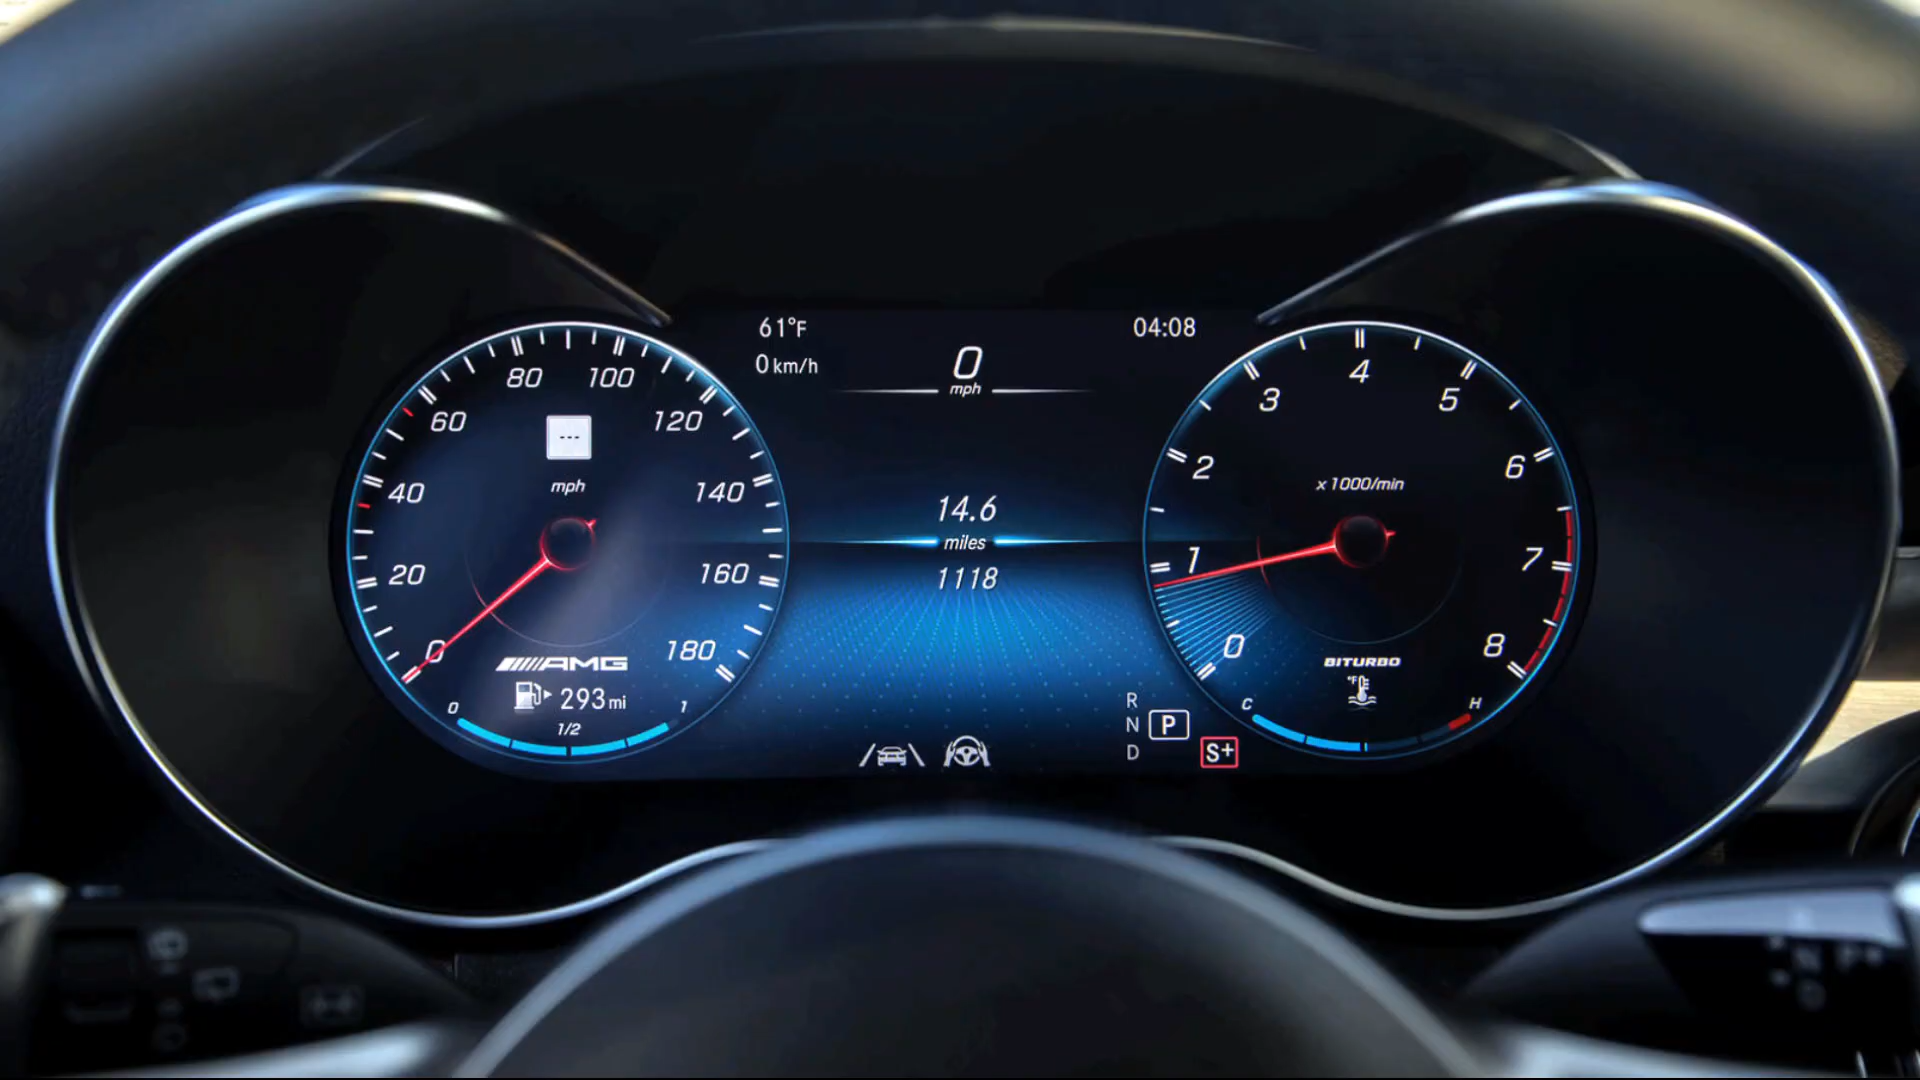 61°F
04:08
0 km/h
0
mph
80
100
60
120
---
mph
40
140
20
160
0
180
AMG
293 mi
0
1/2
1
14.6
miles
1118
4
3
5
2
6
x 1000/min
1
7
0
8
BITURBO
°F
C
H
R
N
P
D
S+